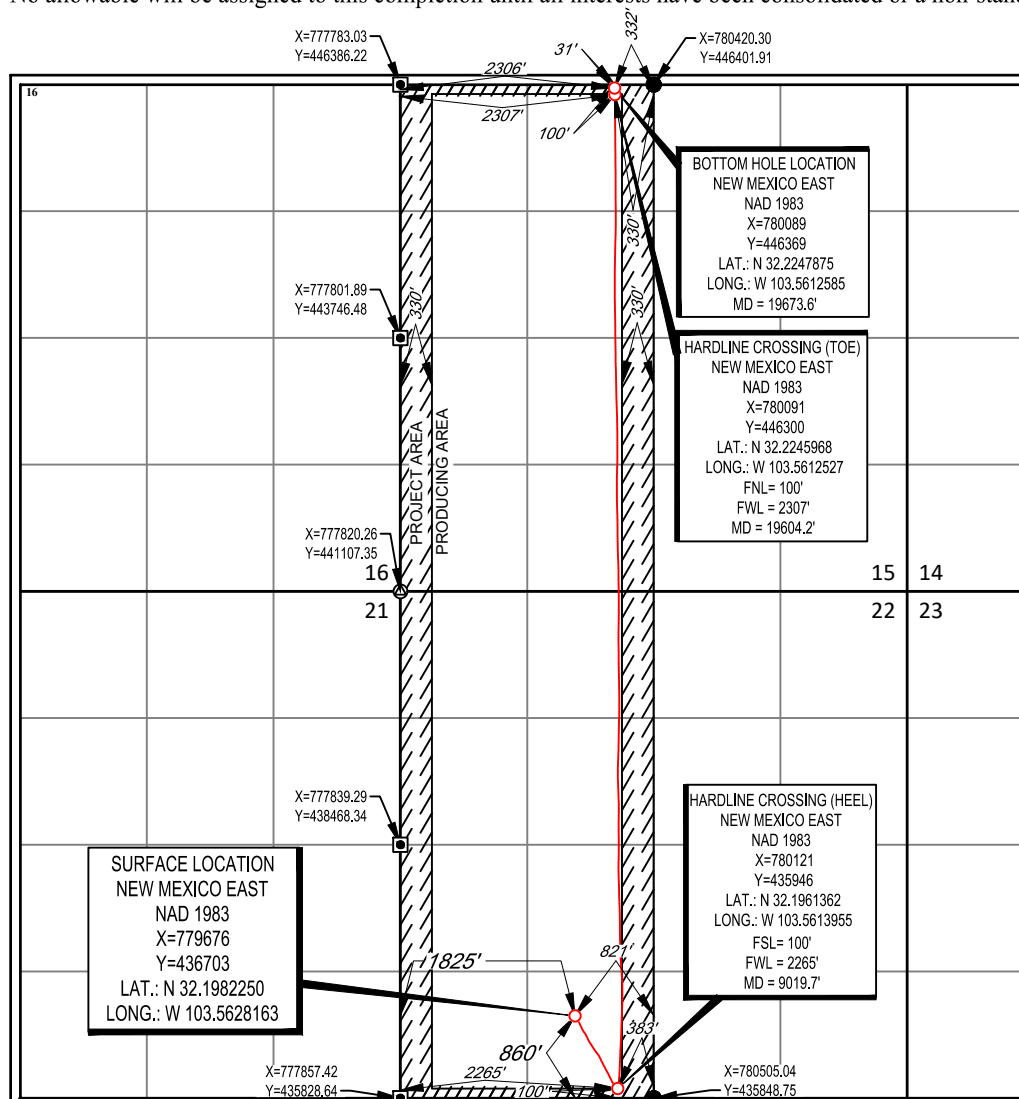 No allowable will be assigned to this completion until all interests have been consolidated or a non-stand
X=777783.03
Y=446386.22
31'
332'
X=780420.30
Y=446401.91
16
2306'
2307'
100'
BOTTOM HOLE LOCATION
NEW MEXICO EAST
NAD 1983
X=780089
Y=446369
LAT.: N 32.2247875
LONG.: W 103.5612585
MD = 19673.6'
330'
X=777801.89
Y=443746.48
330'
330'
HARDLINE CROSSING (TOE)
NEW MEXICO EAST
NAD 1983
X=780091
Y=446300
LAT.: N 32.2245968
LONG.: W 103.5612527
FNL= 100'
FWL = 2307'
MD = 19604.2'
PROJECT AREA
PRODUCING AREA
X=777820.26
Y=441107.35
16
15
14
21
22
23
X=777839.29
Y=438468.34
HARDLINE CROSSING (HEEL)
NEW MEXICO EAST
NAD 1983
X=780121
Y=435946
LAT.: N 32.1961362
LONG.: W 103.5613955
FSL= 100'
FWL = 2265'
MD = 9019.7'
SURFACE LOCATION
NEW MEXICO EAST
NAD 1983
X=779676
Y=436703
LAT.: N 32.1982250
LONG.: W 103.5628163
1825'
821'
860'
383'
2265'
100'
X=777857.42
Y=435828.64
X=780505.04
Y=435848.75